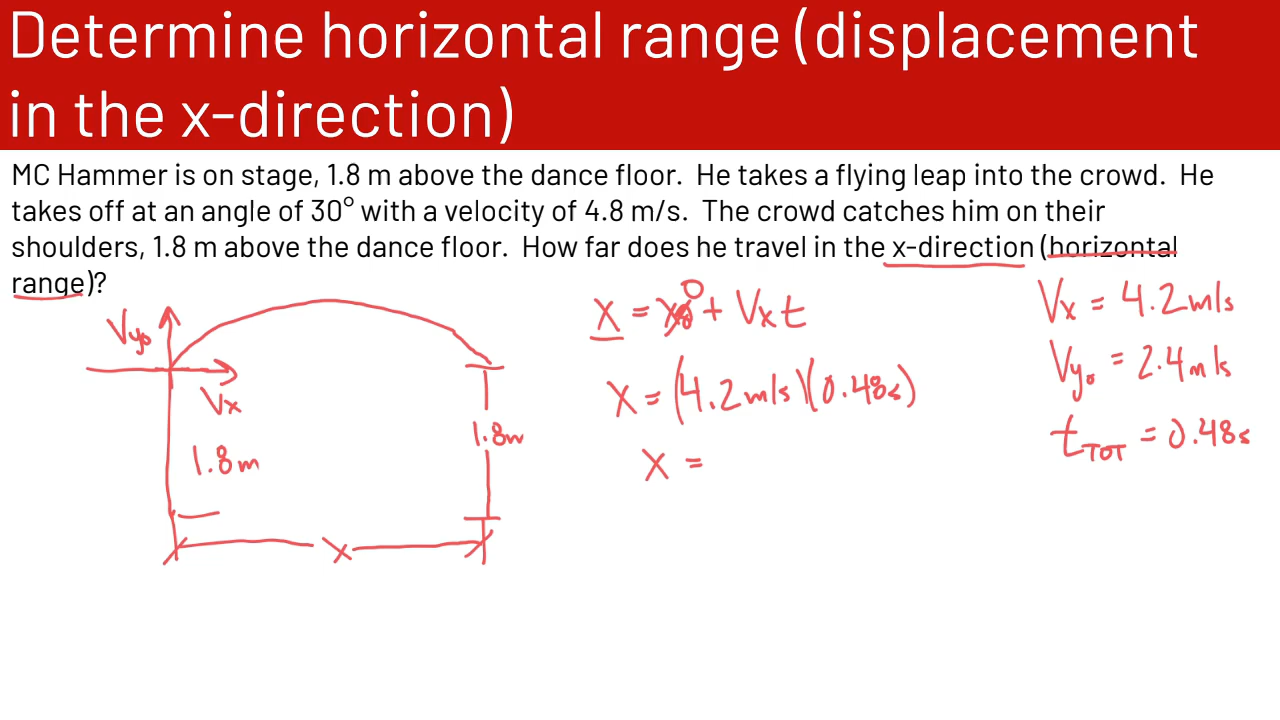 Determine horizontal range (displacement
in the x-direction)
MC Hammer is on stage, 1.8 m above the dance floor. He takes a flying leap into the crowd. He
takes off at an angle of 30° with a velocity of 4.8 m/s. The crowd catches him on their
shoulders, 1.8 m above the dance floor. How far does he travel in the x-direction (horizontal
range)?
Vy₀
Vx
1.8m
1.8m
X
X = X₀ + Vxt
0
X = (4.2m/s)(0.48s)
X =
Vx = 4.2m/s
Vy₀ = 2.4m/s
tTOT = 0.48s